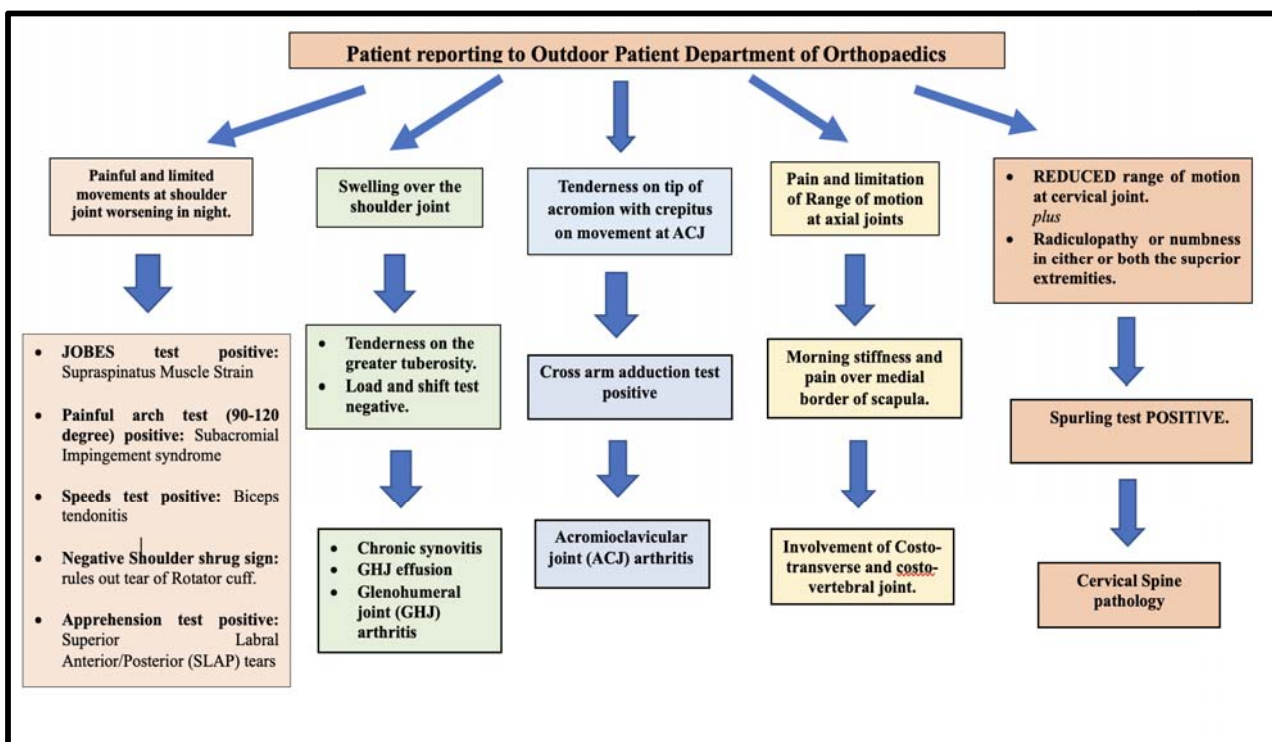 Patient reporting to Outdoor Patient Department of Orthopaedics
Painful and limited
movements at shoulder
joint worsening in night.
• JOBES test positive:
Supraspinatus Muscle Strain
• Painful arch test (90-120
degree) positive: Subacromial
Impingement syndrome
• Speeds test positive: Biceps
tendonitis
• Negative Shoulder shrug sign:
rules out tear of Rotator cuff.
• Apprehension test positive:
Superior Labral
Anterior/Posterior (SLAP) tears
Swelling over the
shoulder joint
• Tenderness on the
greater tuberosity.
• Load and shift test
negative.
• Chronic synovitis
• GHJ effusion
• Glenohumeral
joint (GHJ)
arthritis
Tenderness on tip of
acromion with crepitus
on movement at ACJ
Cross arm adduction test
positive
Acromioclavicular
joint (ACJ) arthritis
Pain and limitation
of Range of motion
at axial joints
Morning stiffness and
pain over medial
border of scapula.
Involvement of Costo-
transverse and costo-
vertebral joint.
• REDUCED range of motion
at cervical joint.
plus
• Radiculopathy or numbness
in either or both the superior
extremities.
Spurling test POSITIVE.
Cervical Spine
pathology